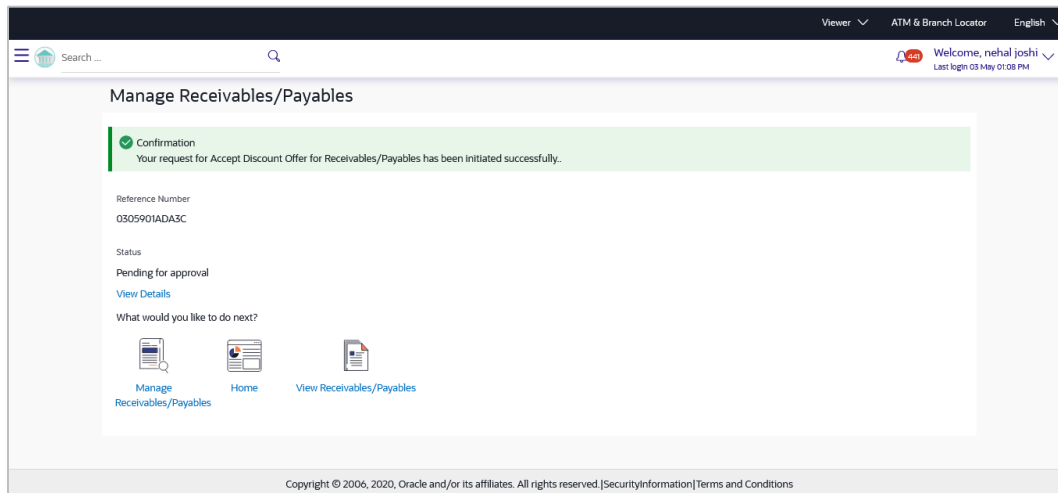 Viewer ATM & Branch Locator English
Search ...
441
Welcome, nehal joshi
Last login 03 May 01:08 PM
Manage Receivables/Payables
Confirmation
Your request for Accept Discount Offer for Receivables/Payables has been initiated successfully..
Reference Number
0305901ADA3C
Status
Pending for approval
View Details
What would you like to do next?
Manage
Receivables/Payables
Home
View Receivables/Payables
Copyright © 2006, 2020, Oracle and/or its affiliates. All rights reserved.|SecurityInformation|Terms and Conditions